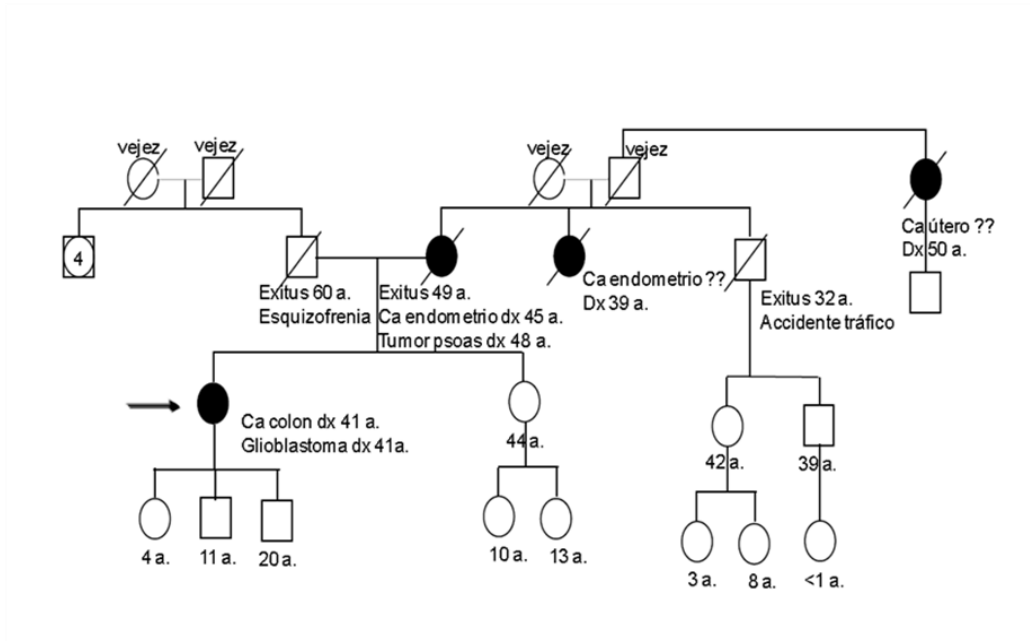 vejez
vejez
vejez
vejez
4
Ca útero ??
Dx 50 a.
Exitus 60 a.
Esquizofrenia
Exitus 49 a.
Ca endometrio dx 45 a.
Tumor psoas dx 48 a.
Ca endometrio ??
Dx 39 a.
Exitus 32 a.
Accidente tráfico
Ca colon dx 41 a.
Glioblastoma dx 41a.
44 a.
42 a.
39 a.
4 a.
11 a.
20 a.
10 a.
13 a.
3 a.
8 a.
<1 a.